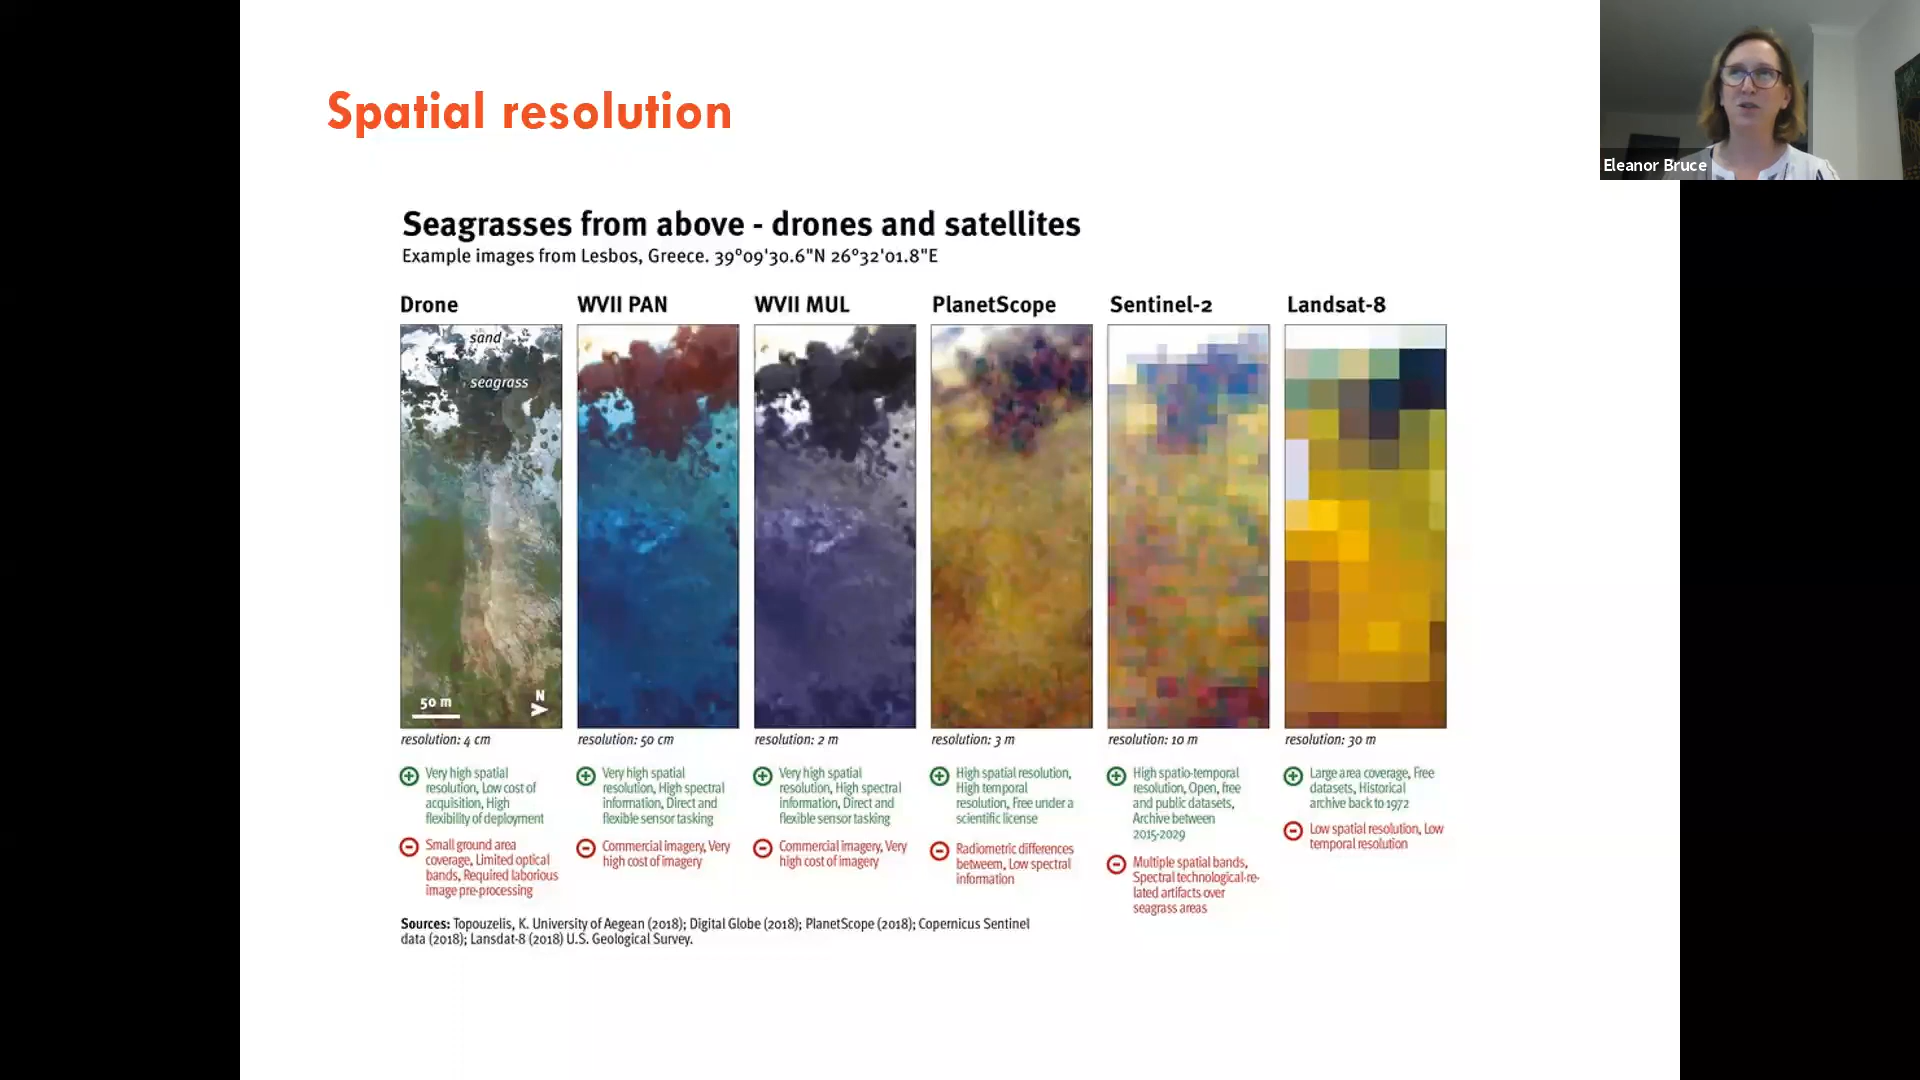 Spatial resolution
Eleanor Bruce
Seagrasses from above - drones and satellites
Example images from Lesbos, Greece. 39°09'30.6"N 26°32'01.8"E
Drone
sand
seagrass
50 m
N
resolution: 4 cm
Very high spatial
resolution, Low cost of
acquisition, High
flexibility of deployment
Small ground area
coverage, Limited optical
bands, Required laborious
image pre-processing
WVII PAN
resolution: 50 cm
Very high spatial
resolution, High spectral
information, Direct and
flexible sensor tasking
Commercial imagery, Very
high cost of imagery
WVII MUL
resolution: 2 m
Very high spatial
resolution, High spectral
information, Direct and
flexible sensor tasking
Commercial imagery, Very
high cost of imagery
PlanetScope
resolution: 3 m
High spatial resolution,
High temporal
resolution, Free under a
scientific license
Radiometric differences
betweem, Low spectral
information
Sentinel-2
resolution: 10 m
High spatio-temporal
resolution, Open, free
and public datasets,
Archive between
2015-2029
Multiple spatial bands,
Spectral technological-re-
lated artifacts over
seagrass areas
Landsat-8
resolution: 30 m
Large area coverage, Free
datasets, Historical
archive back to 1972
Low spatial resolution, Low
temporal resolution
Sources: Topouzelis, K. University of Aegean (2018); Digital Globe (2018); PlanetScope (2018); Copernicus Sentinel
data (2018); Lansdat-8 (2018) U.S. Geological Survey.